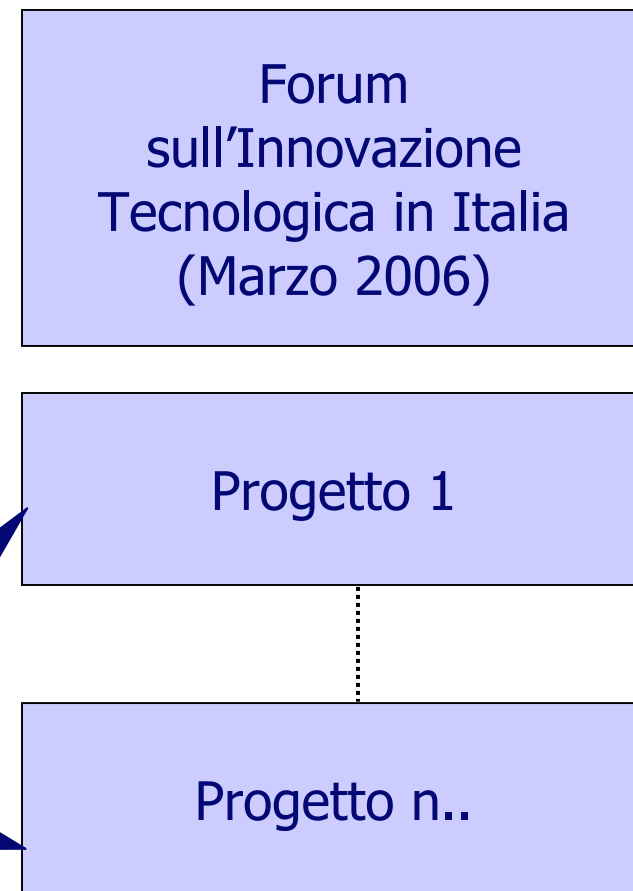 Forum
sull’Innovazione
Tecnologica in Italia
(Marzo 2006)
Progetto 1
Progetto n..